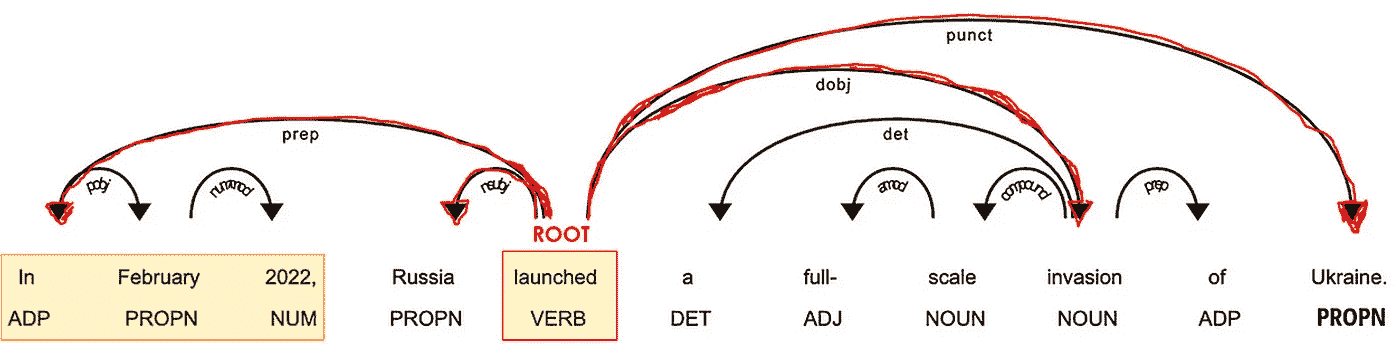 punct
dobj
prep
det
pobj
nummod
nsubj
amod
compound
prep
ROOT
In February 2022, Russia launched a full- scale invasion of Ukraine.
ADP PROPN NUM PROPN VERB DET ADJ NOUN NOUN ADP PROPN